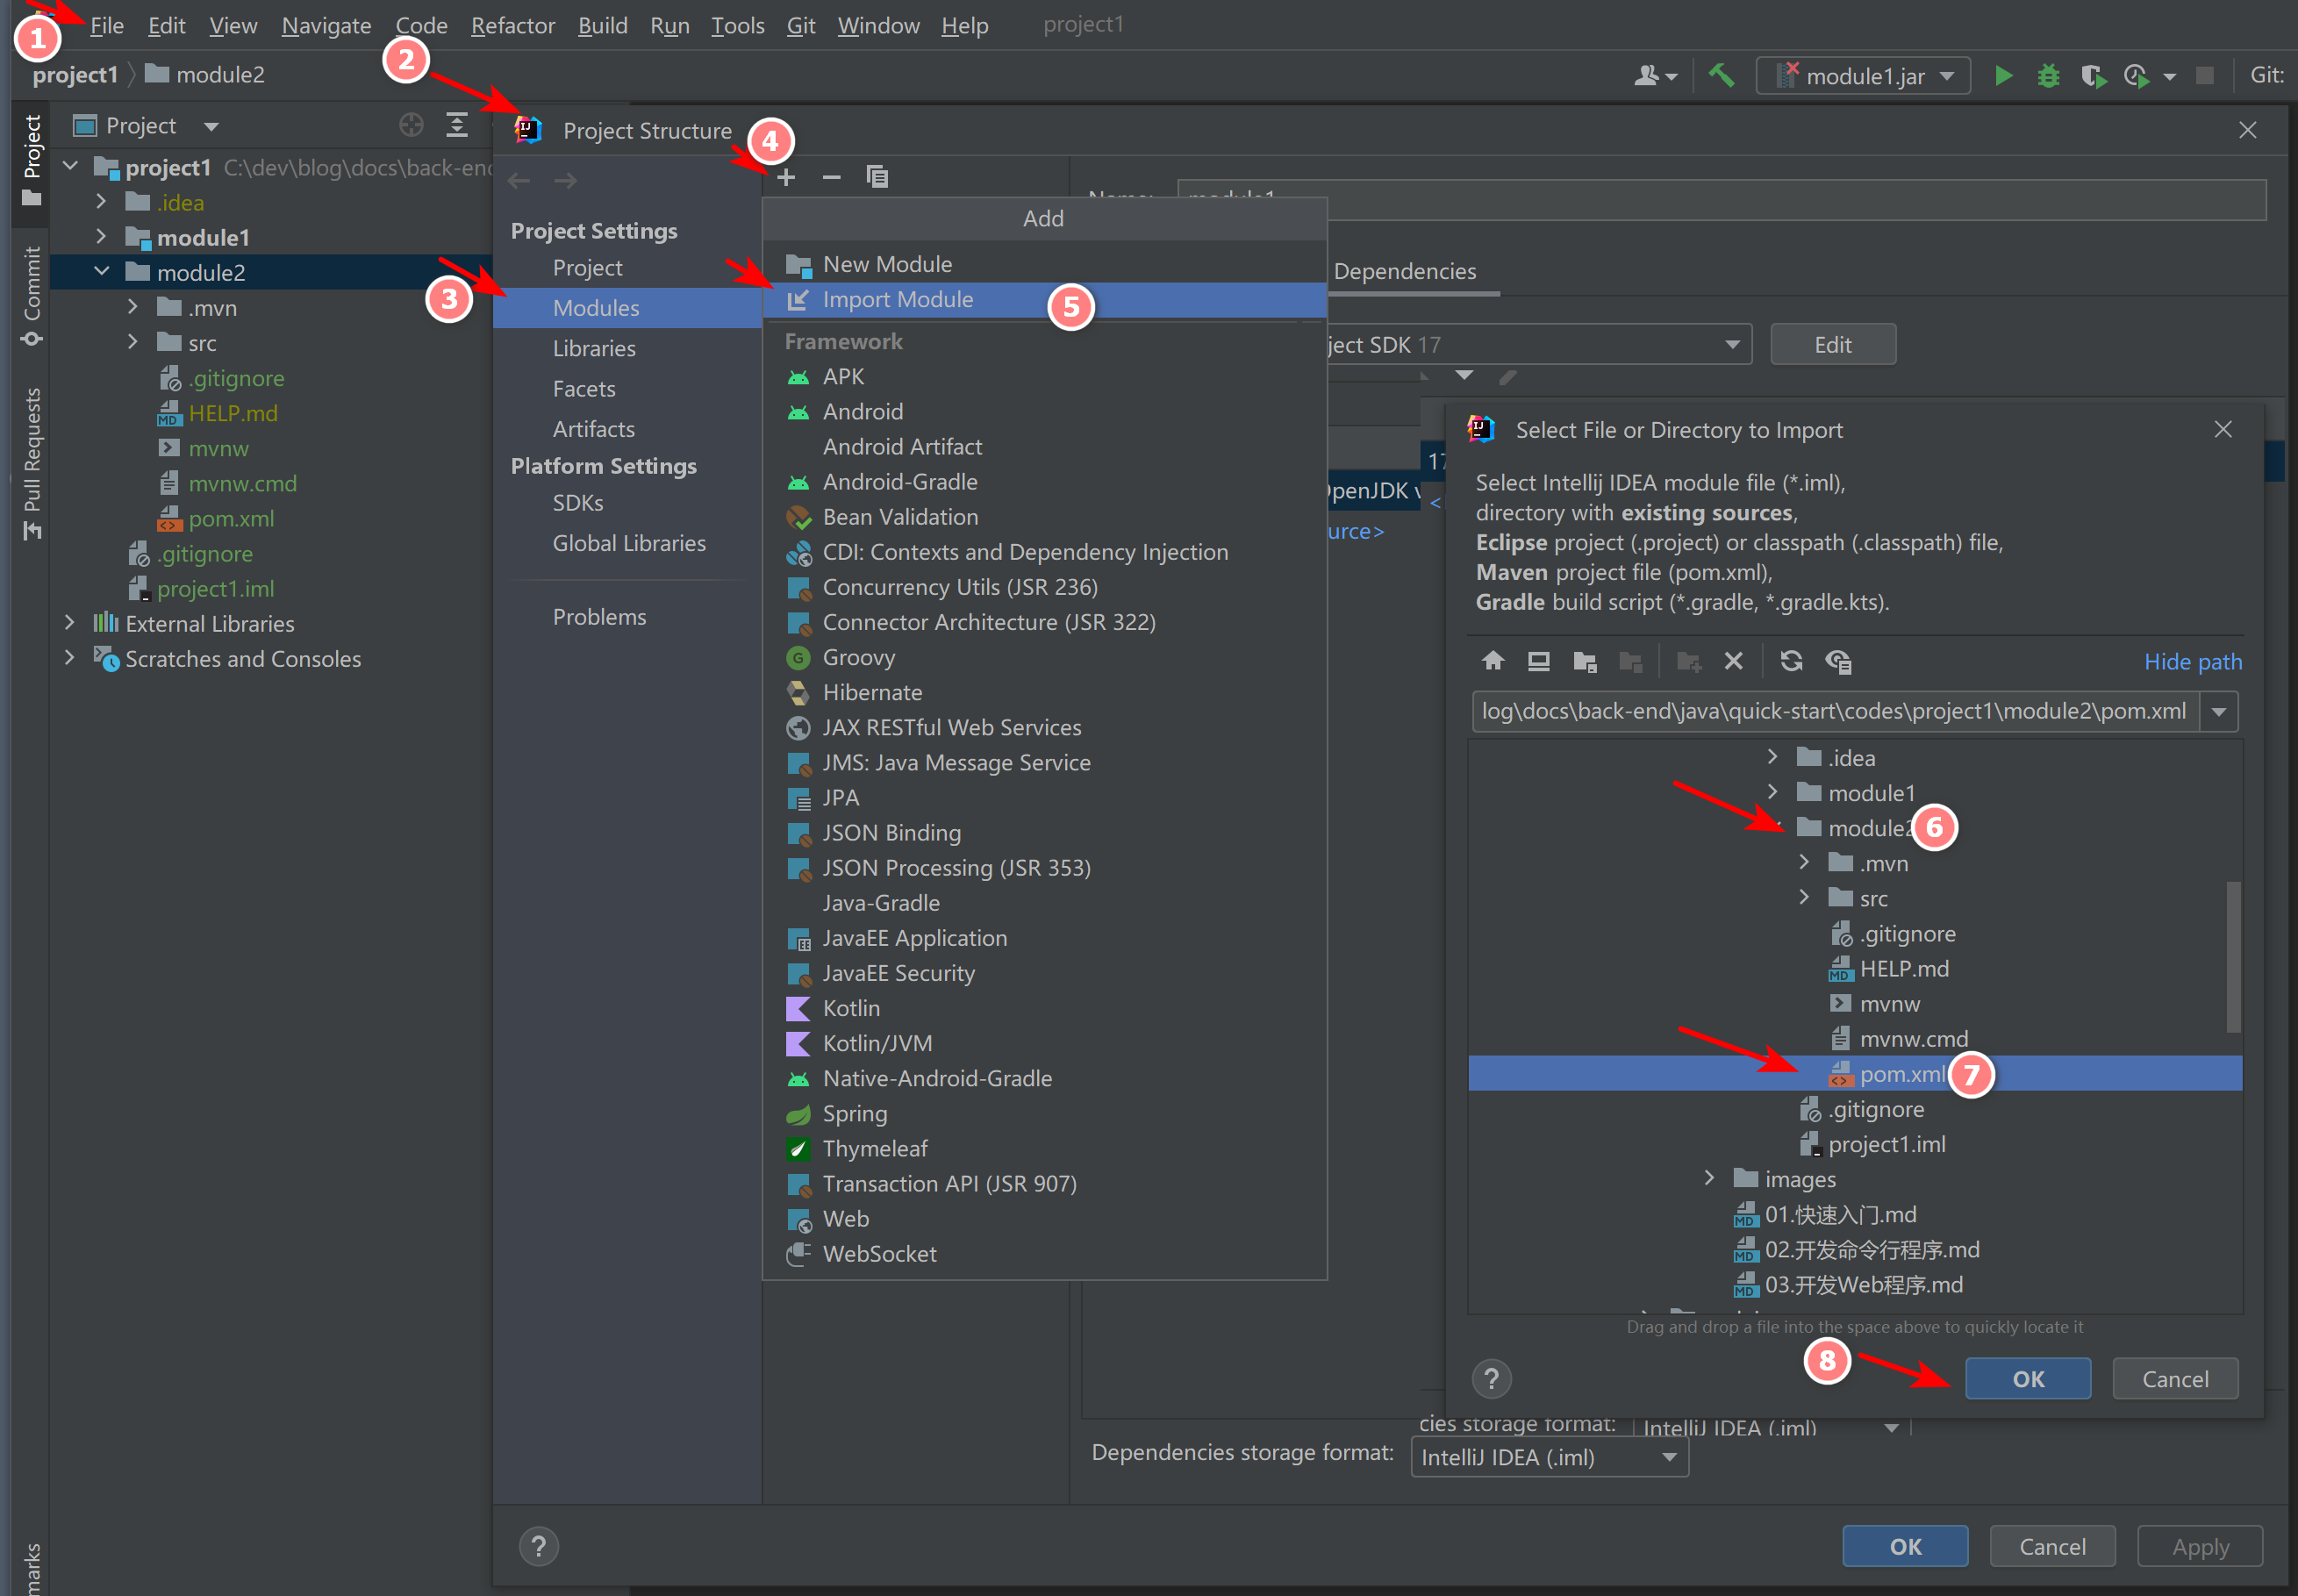 1
File Edit View Navigate Code Refactor Build Run Tools Git Window Help project1
2
project1 module2
module1.jar
Git:
Project
Commit
Pull Requests
marks
Project
project1 C:\dev\blog\docs\back-end
.idea
module1
module2
.mvn
src
.gitignore
HELP.md
mvnw
mvnw.cmd
pom.xml
.gitignore
project1.iml
External Libraries
Scratches and Consoles
Project Structure
4
3
Project Settings
Project
Modules
Libraries
Facets
Artifacts
Platform Settings
SDKs
Global Libraries
Problems
Name: module1
Add
New Module
Import Module
5
Framework
APK
Android
Android Artifact
Android-Gradle
Bean Validation
CDI: Contexts and Dependency Injection
Concurrency Utils (JSR 236)
Connector Architecture (JSR 322)
Groovy
Hibernate
JAX RESTful Web Services
JMS: Java Message Service
JPA
JSON Binding
JSON Processing (JSR 353)
Java-Gradle
JavaEE Application
JavaEE Security
Kotlin
Kotlin/JVM
Native-Android-Gradle
Spring
Thymeleaf
Transaction API (JSR 907)
Web
WebSocket
Dependencies
ject SDK 17
Edit
17
OpenJDK v
<
urce>
Select File or Directory to Import
Select Intellij IDEA module file (*.iml),
directory with existing sources,
Eclipse project (.project) or classpath (.classpath) file,
Maven project file (pom.xml),
Gradle build script (*.gradle, *.gradle.kts).
Hide path
log\docs\back-end\java\quick-start\codes\project1\module2\pom.xml
.idea
module1
module2
6
.mvn
src
.gitignore
HELP.md
mvnw
mvnw.cmd
pom.xml
7
.gitignore
project1.iml
images
01.快速入门.md
02.开发命令行程序.md
03.开发Web程序.md
Drag and drop a file into the space above to quickly locate it
8
?
OK
Cancel
cies storage format: IntelliJ IDEA (.iml)
Dependencies storage format: IntelliJ IDEA (.iml)
?
OK
Cancel
Apply